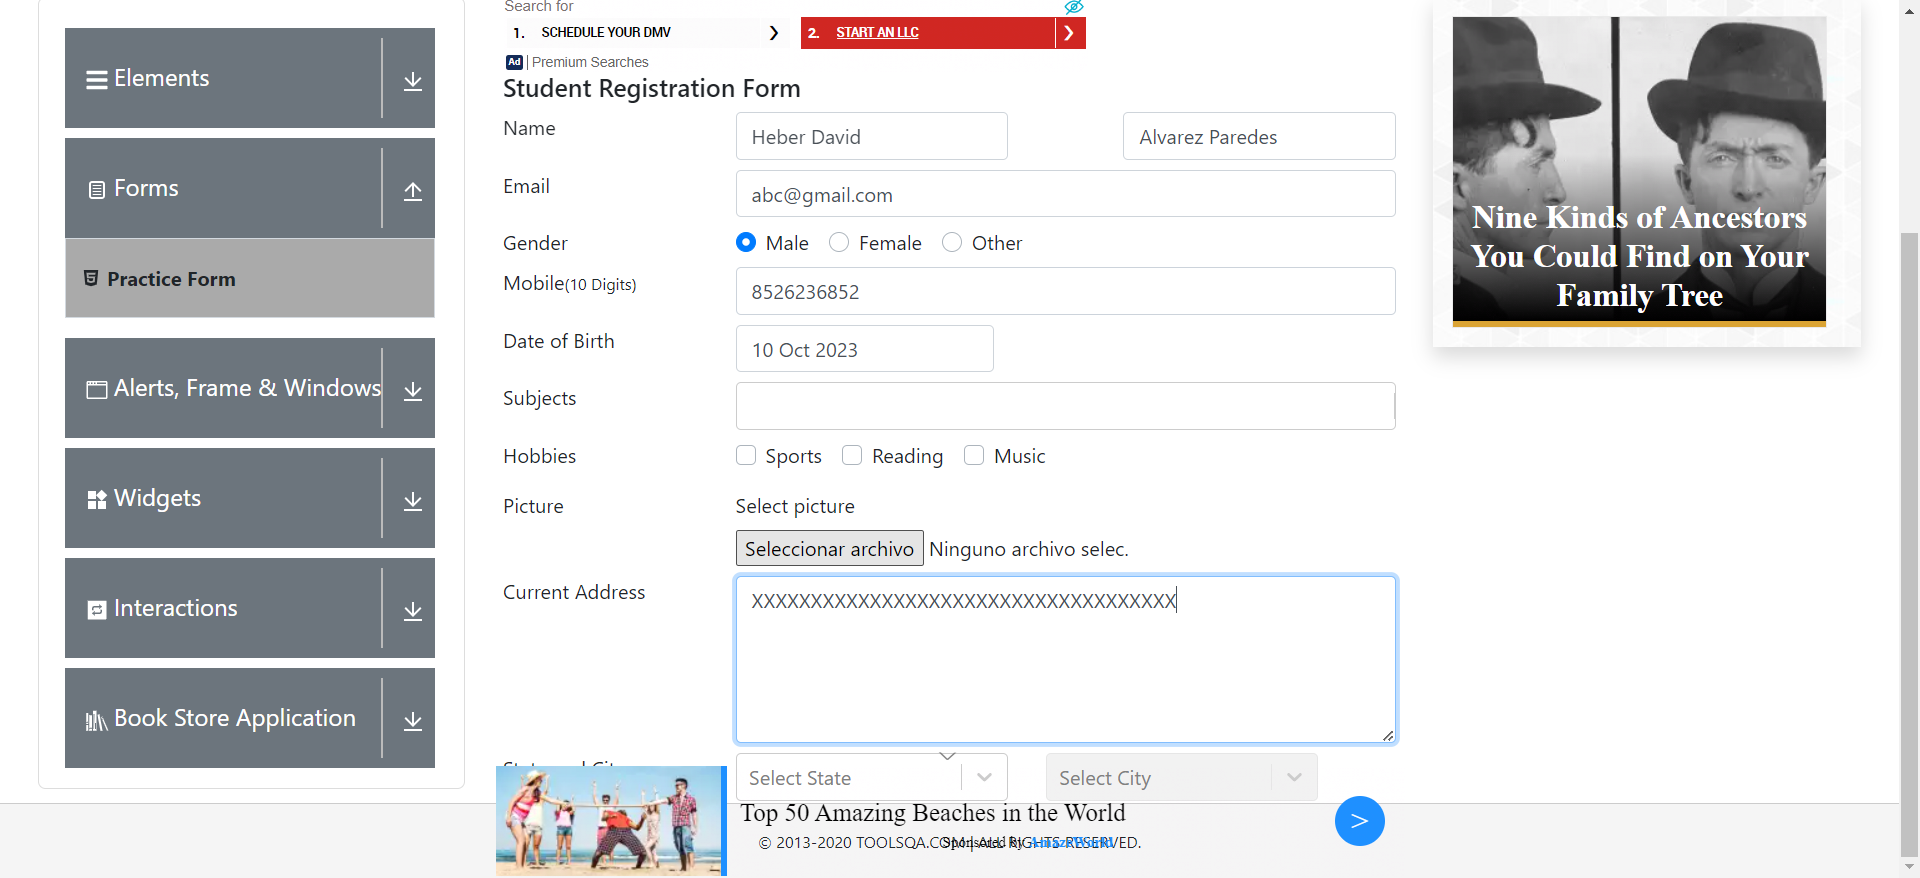 Elements
Forms
Practice Form
Alerts, Frame & Windows
Widgets
Interactions
Book Store Application
Search for
1. SCHEDULE YOUR DMV
2. START AN LLC
Ad | Premium Searches
Student Registration Form
Name Heber David Alvarez Paredes
Email abc@gmail.com
Gender Male Female Other
Mobile(10 Digits) 8526236852
Date of Birth 10 Oct 2023
Subjects
Hobbies Sports Reading Music
Picture Select picture
Seleccionar archivo Ninguno archivo selec.
Current Address XXXXXXXXXXXXXXXXXXXXXXXXXXXXXXXXXXXX
Select State Select City
Top 50 Amazing Beaches in the World
© 2013-2020 TOOLSQA.COM | ALL RIGHTS RESERVED.
Sponsored By
Nine Kinds of Ancestors
You Could Find on Your
Family Tree